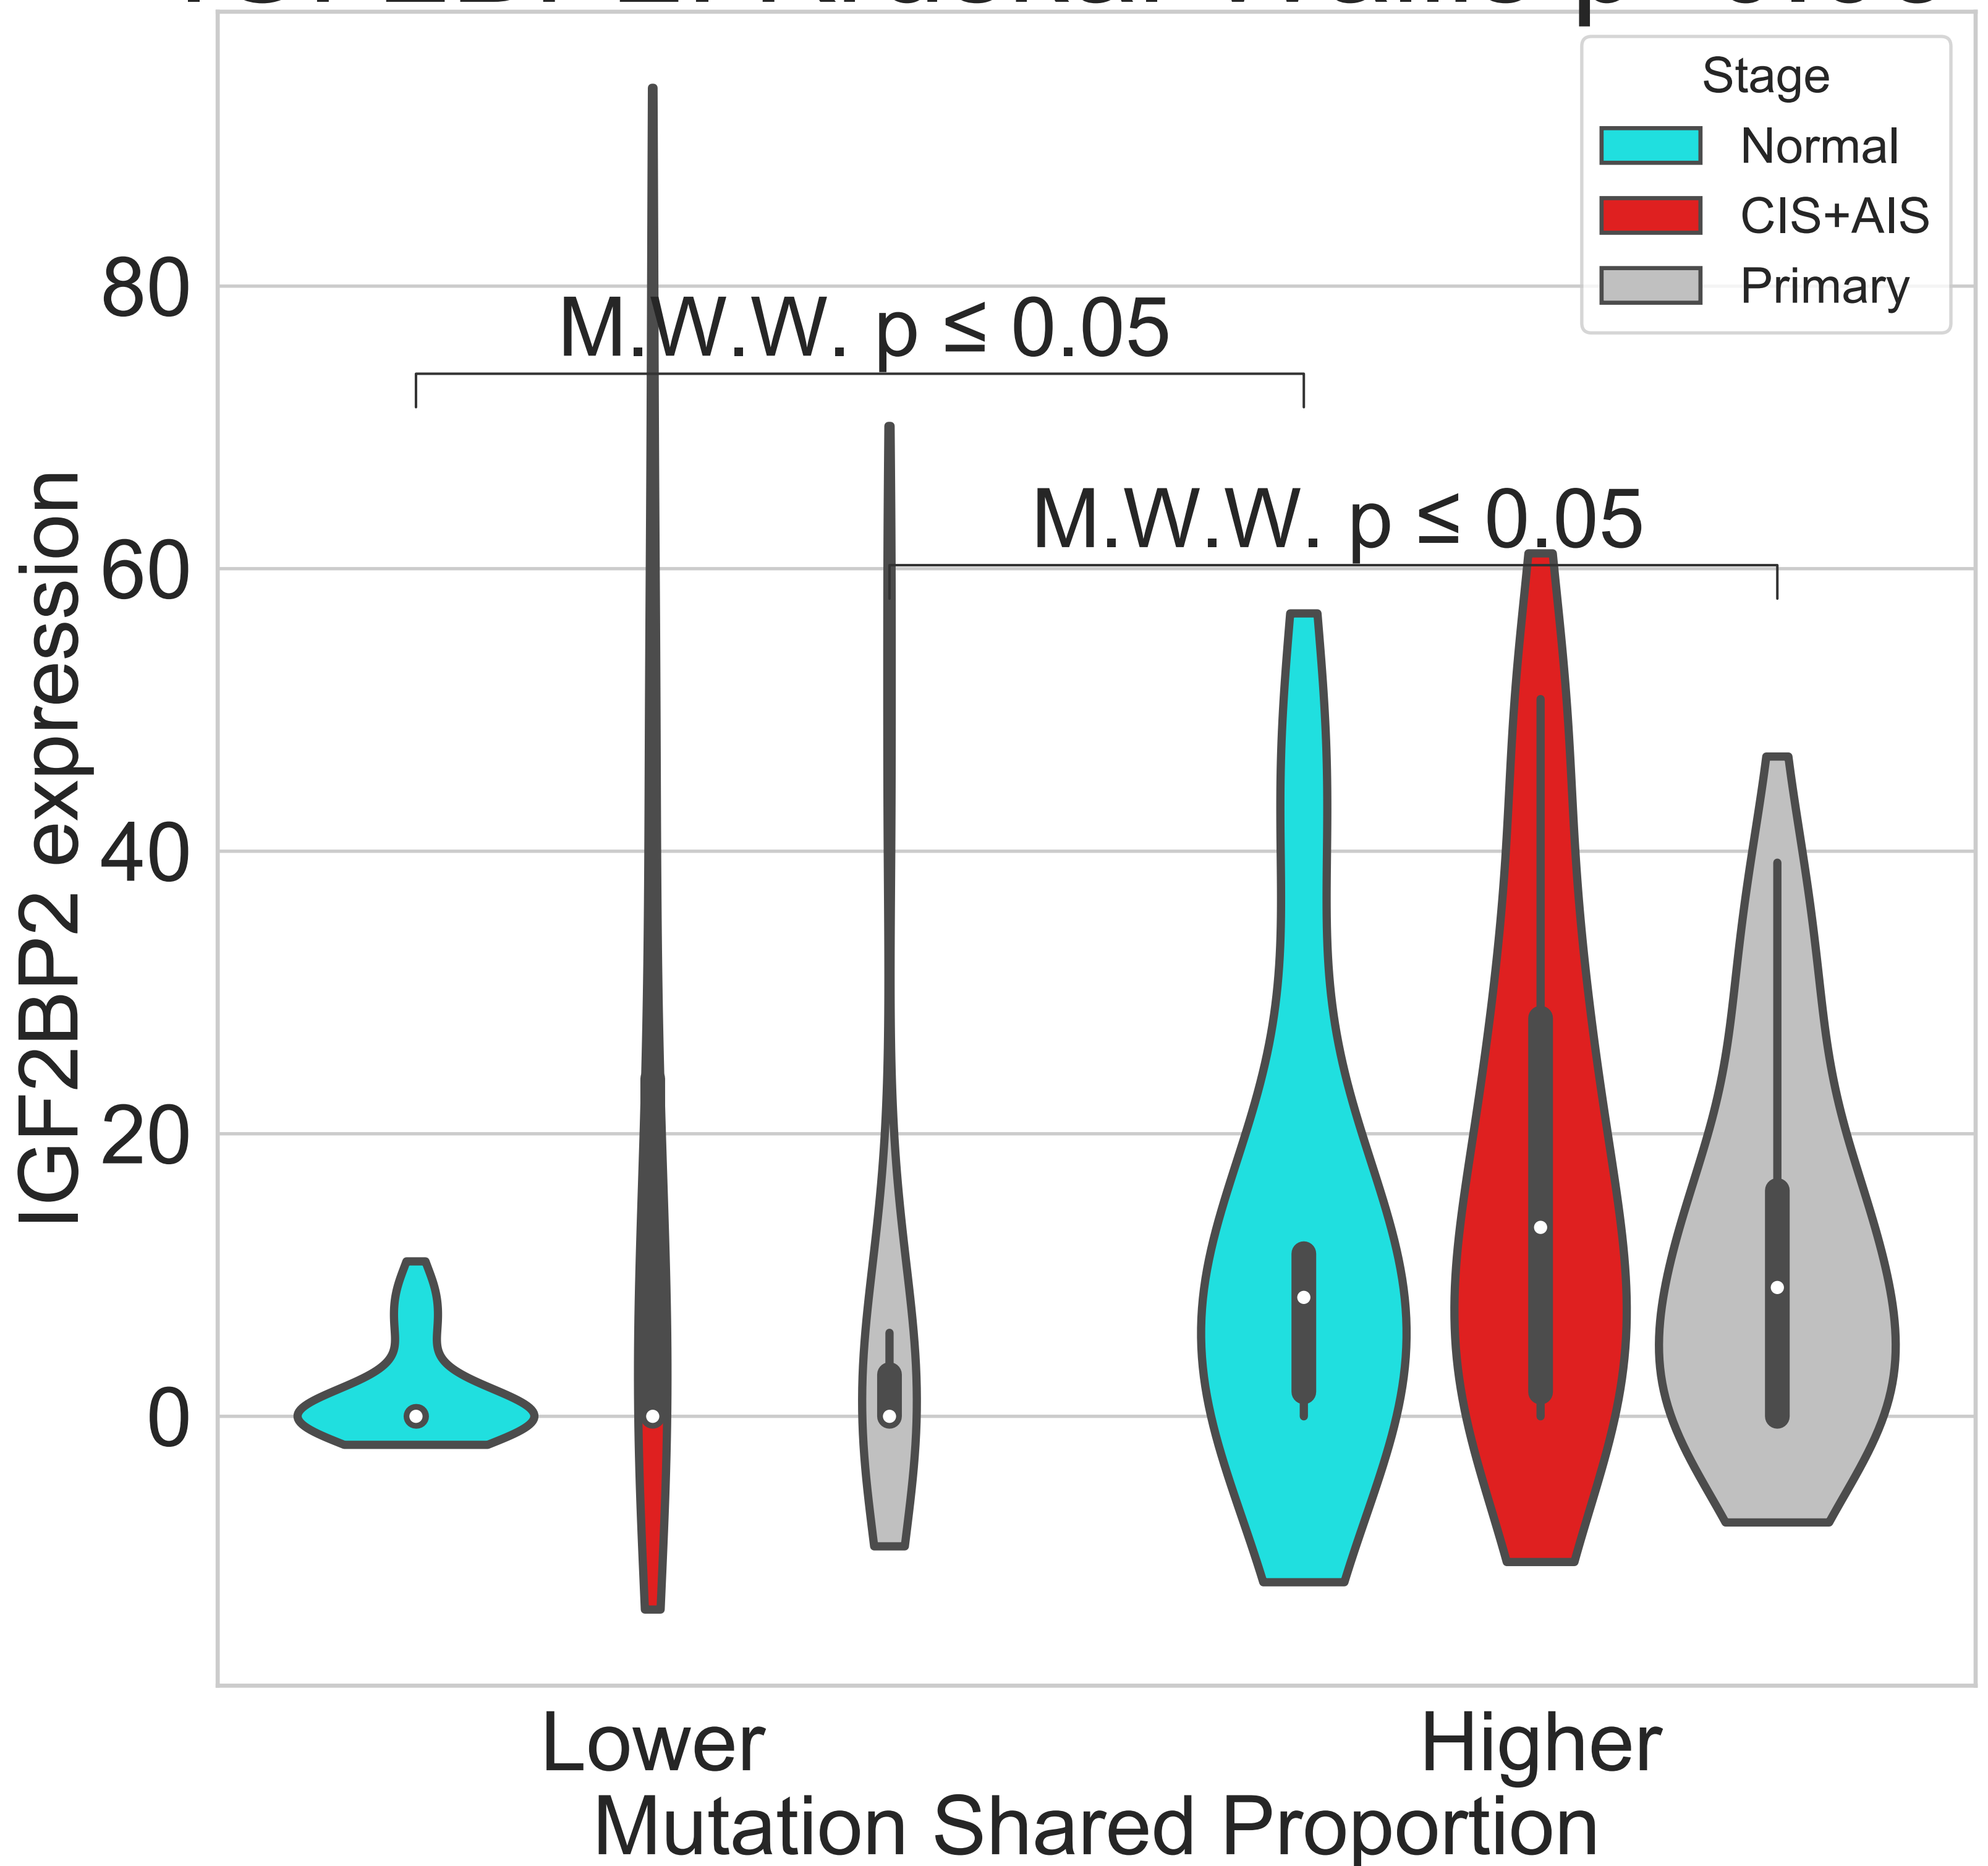 Stage
Normal
CIS+AIS
Primary
80
60
40
20
0
M.W.W. p ≤ 0.05
M.W.W. p ≤ 0.05
IGF2BP2 expression
Lower
Higher
Mutation Shared Proportion